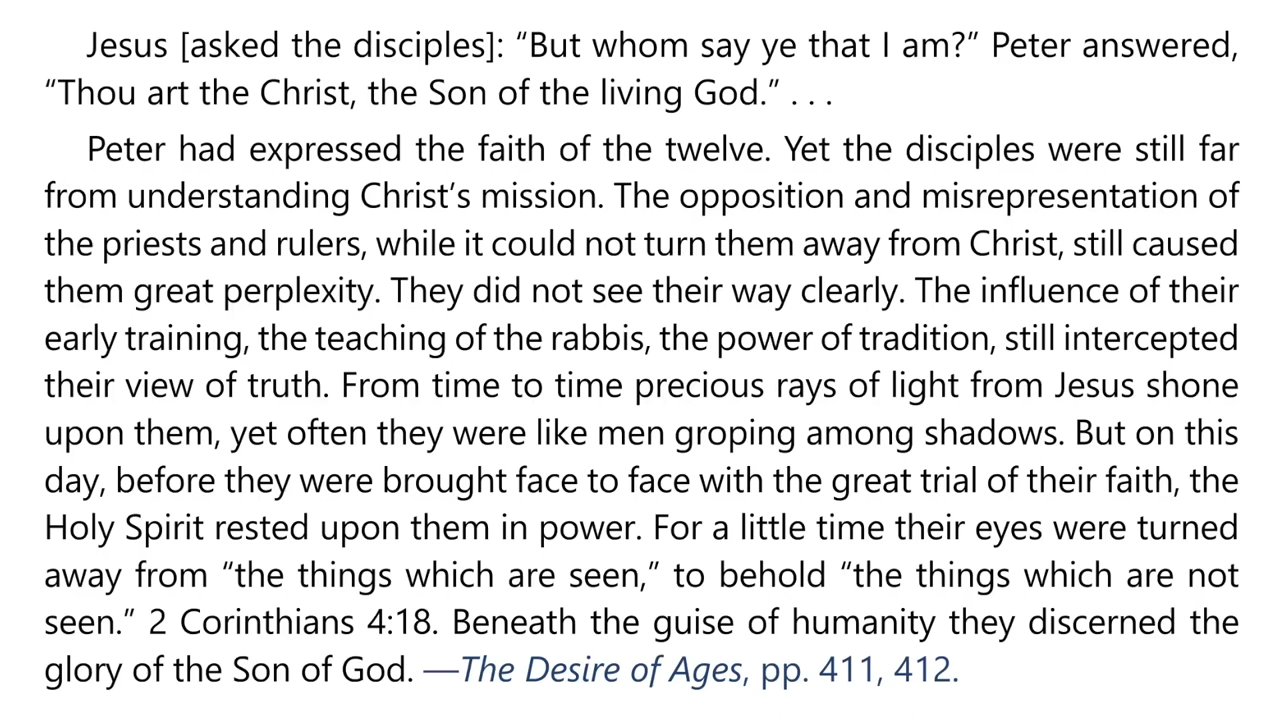 Jesus [asked the disciples]: “But whom say ye that I am?” Peter answered,
“Thou art the Christ, the Son of the living God.” . . .
Peter had expressed the faith of the twelve. Yet the disciples were still far
from understanding Christ’s mission. The opposition and misrepresentation of
the priests and rulers, while it could not turn them away from Christ, still caused
them great perplexity. They did not see their way clearly. The influence of their
early training, the teaching of the rabbis, the power of tradition, still intercepted
their view of truth. From time to time precious rays of light from Jesus shone
upon them, yet often they were like men groping among shadows. But on this
day, before they were brought face to face with the great trial of their faith, the
Holy Spirit rested upon them in power. For a little time their eyes were turned
away from “the things which are seen,” to behold “the things which are not
seen.” 2 Corinthians 4:18. Beneath the guise of humanity they discerned the
glory of the Son of God. —The Desire of Ages, pp. 411, 412.